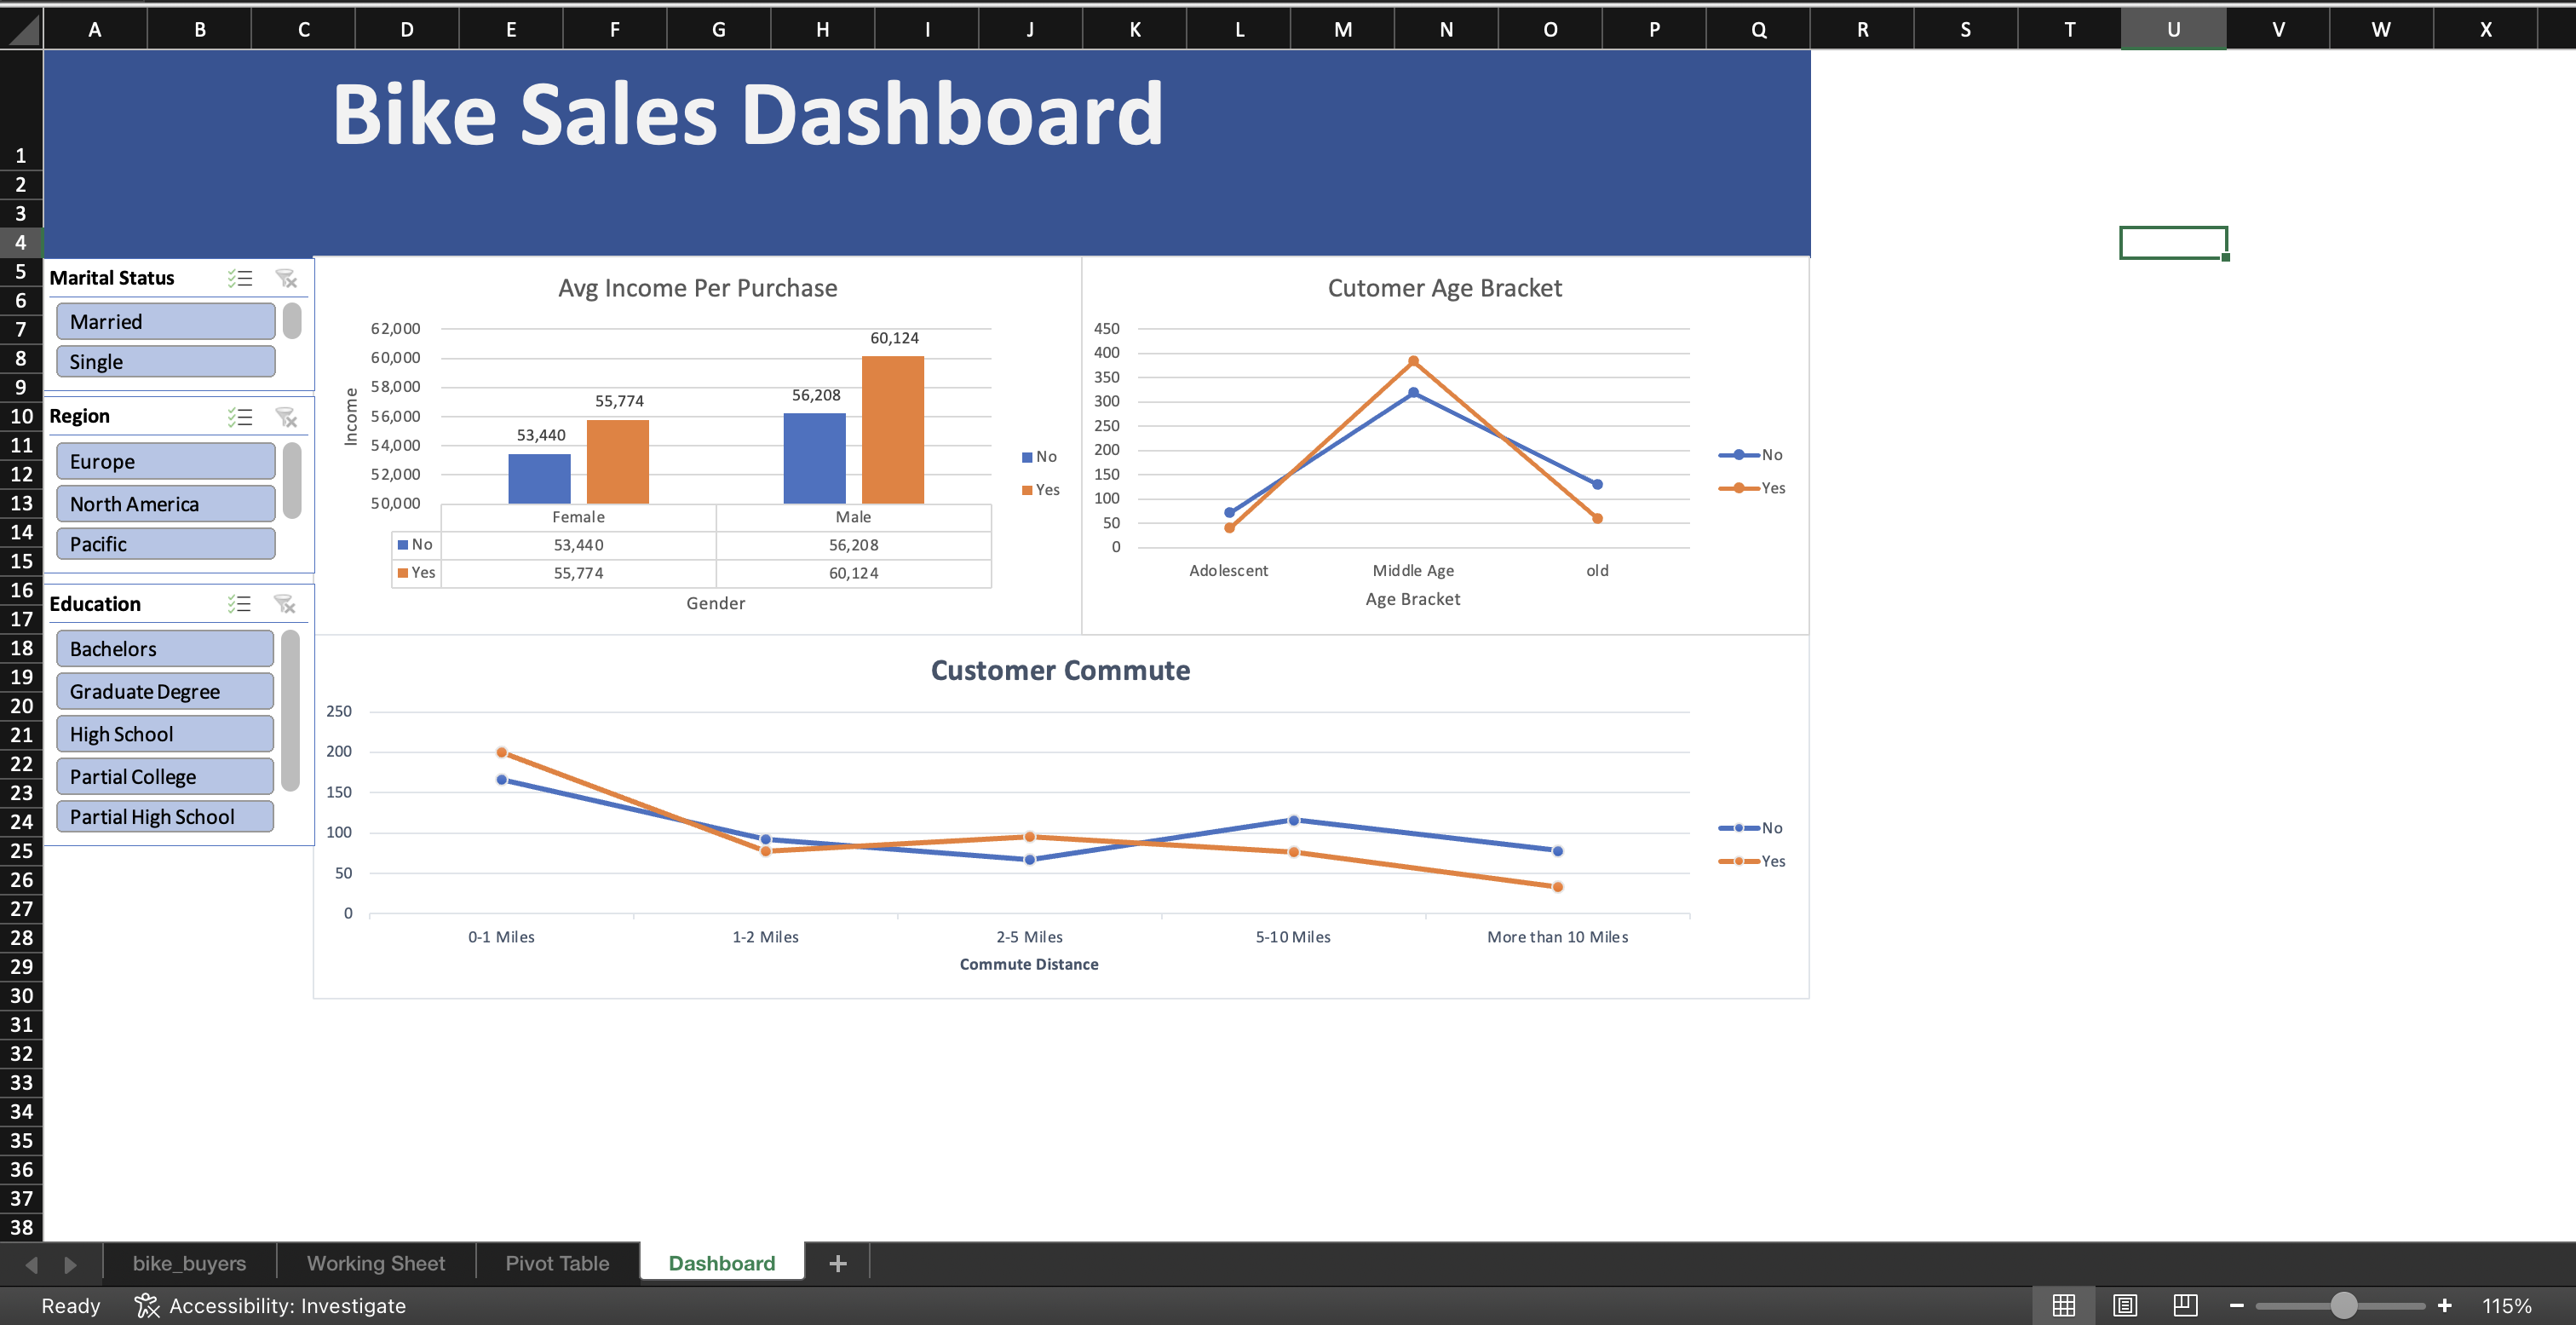 A B C D E F G H I J K L M N O P Q R S T U V W X
1
2
3
4
5
6
7
8
9
10
11
12
13
14
15
16
17
18
19
20
21
22
23
24
25
26
27
28
29
30
31
32
33
34
35
36
37
38
Bike Sales Dashboard
Marital Status
Married
Single
Region
Europe
North America
Pacific
Education
Bachelors
Graduate Degree
High School
Partial College
Partial High School
Avg Income Per Purchase
Income
62,000
60,000
58,000
56,000
54,000
52,000
50,000
53,440
55,774
56,208
60,124
Female Male
No 53,440 56,208
Yes 55,774 60,124
Gender
No
Yes
Cutomer Age Bracket
450
400
350
300
250
200
150
100
50
0
Adolescent Middle Age old
Age Bracket
No
Yes
Customer Commute
250
200
150
100
50
0
0-1 Miles 1-2 Miles 2-5 Miles 5-10 Miles More than 10 Miles
Commute Distance
No
Yes
bike_buyers Working Sheet Pivot Table Dashboard +
Ready Accessibility: Investigate − + 115%